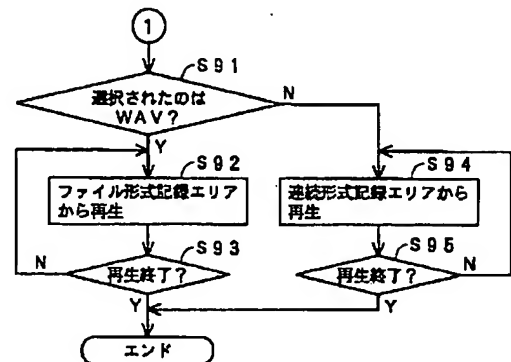 1
S91
選択されたのは
WAV?
N
Y
S92
ファイル形式記録エリア
から再生
S94
連続形式記録エリアから
再生
S93
再生終了?
N
Y
S95
再生終了?
N
Y
エンド